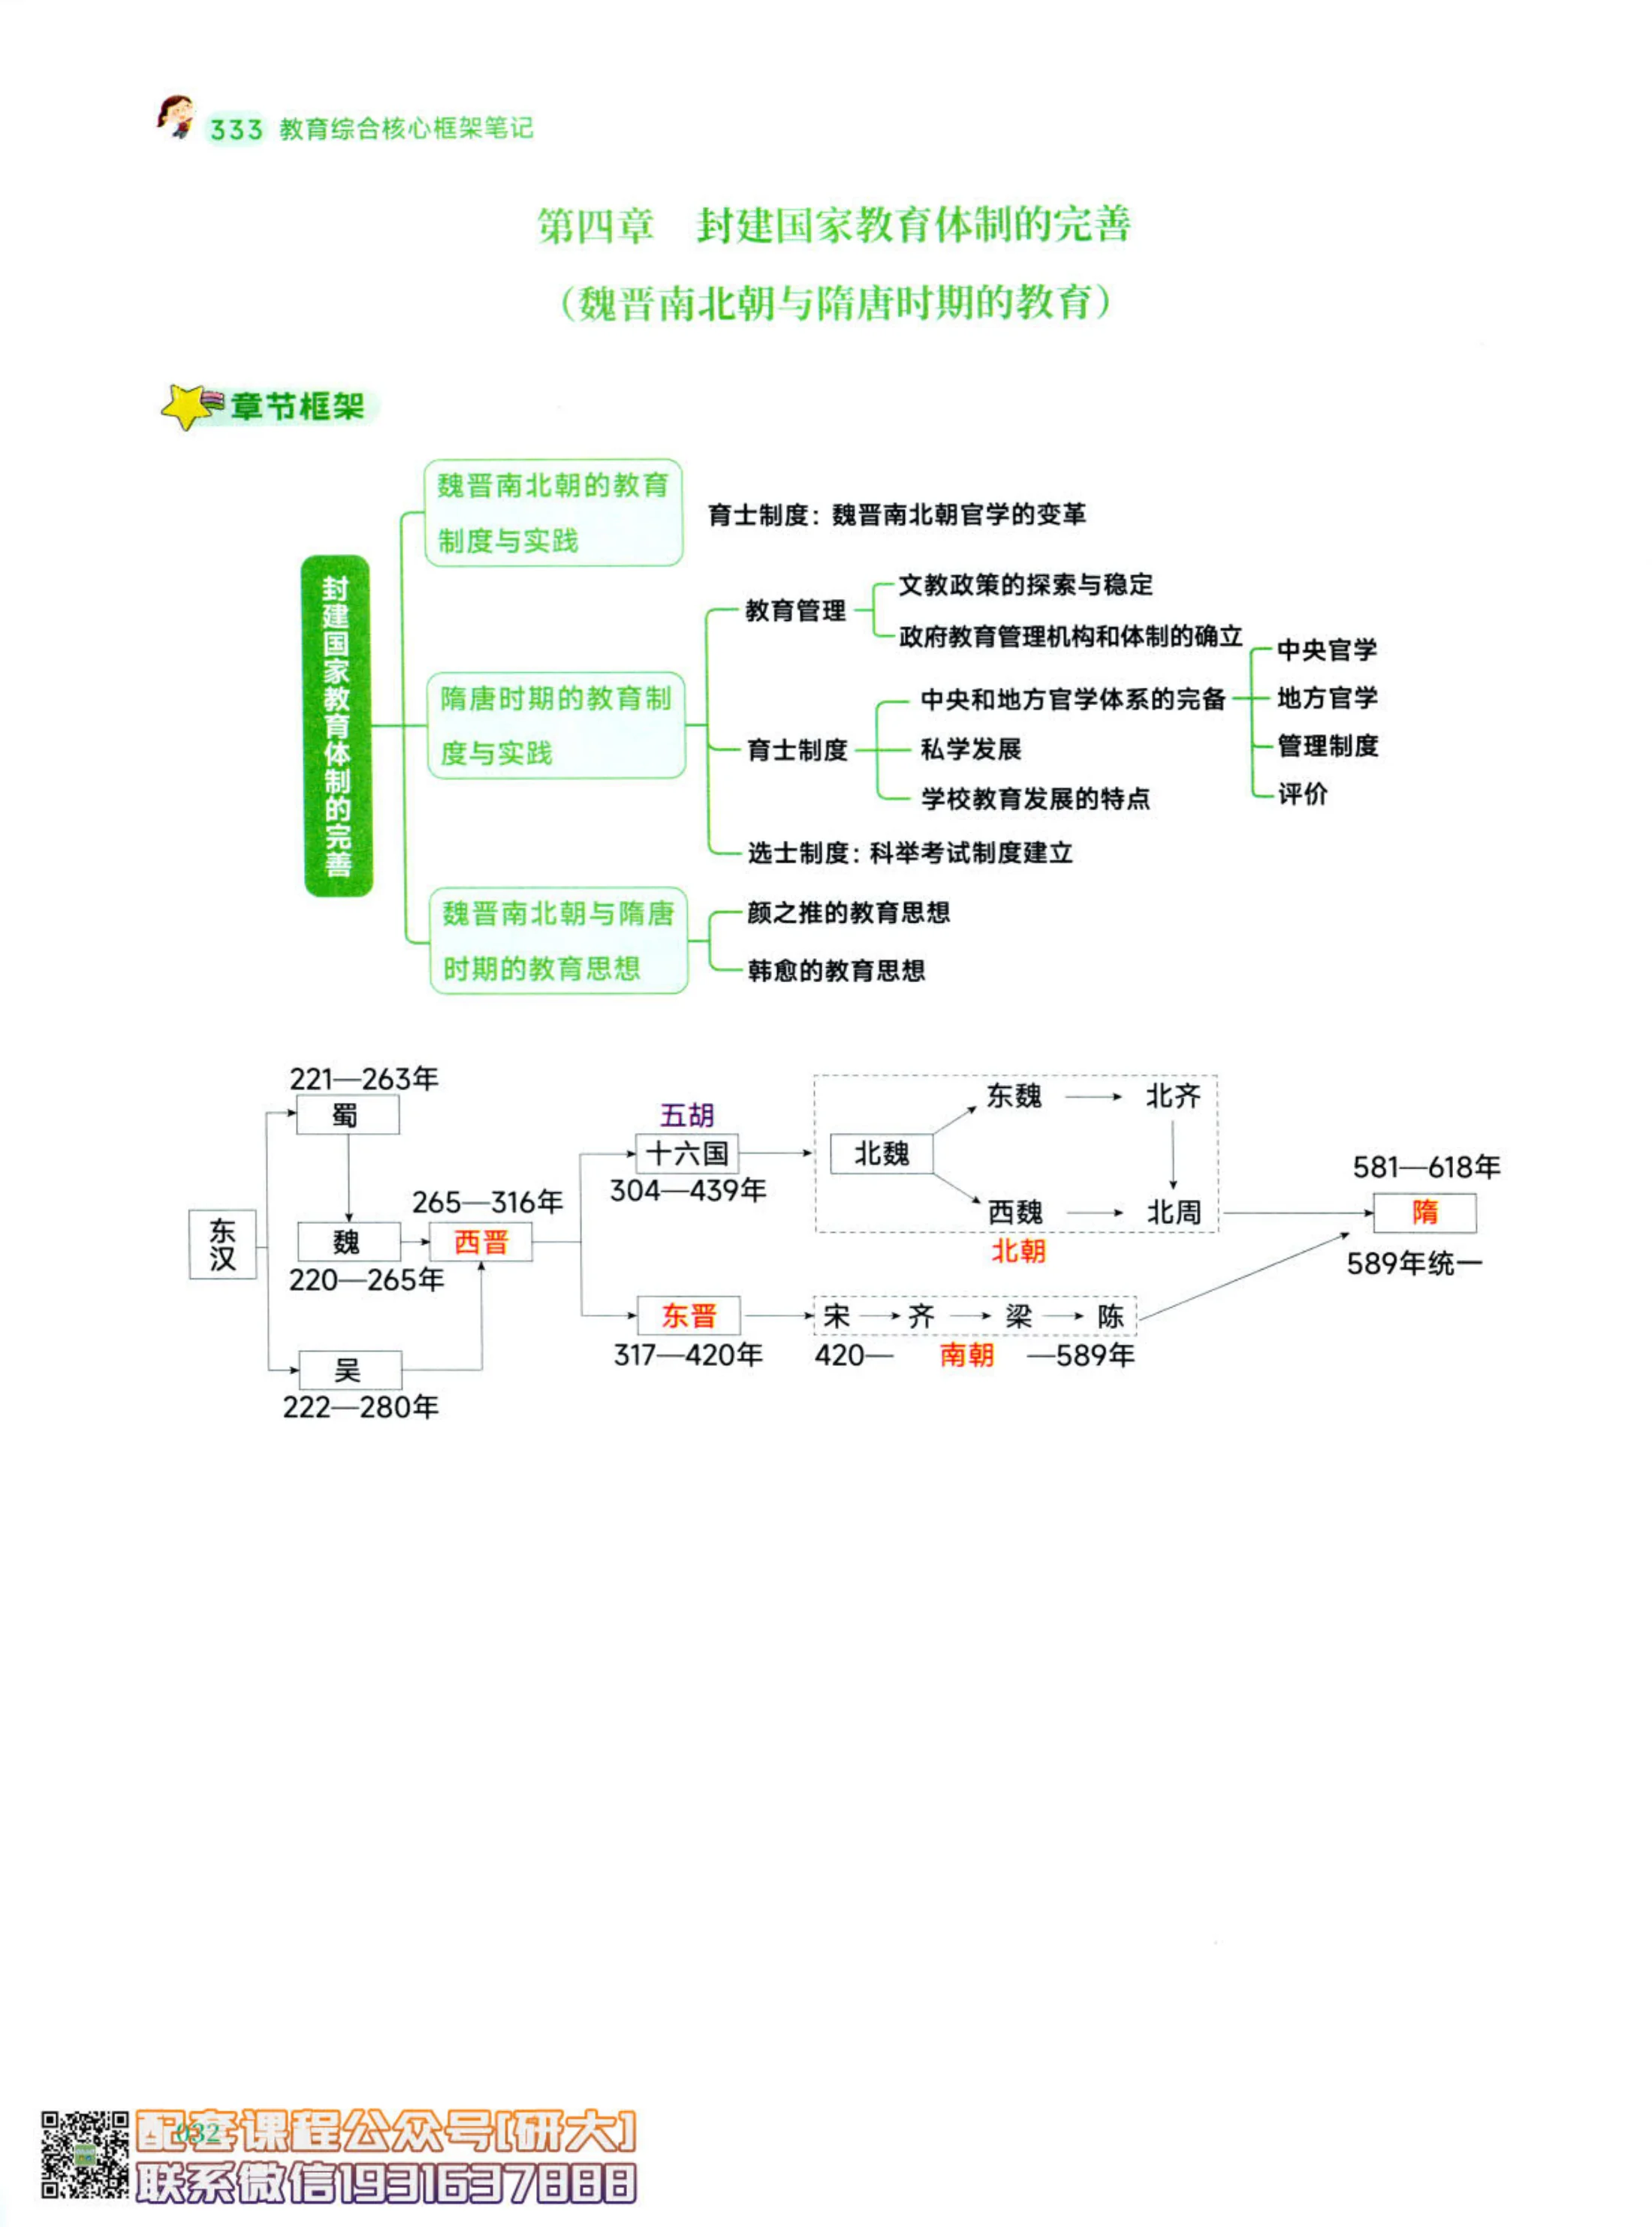 333 教育综合核心框架笔记
第四章 封建国家教育体制的完善
（魏晋南北朝与隋唐时期的教育）
章节框架
封建国家教育体制的完善
魏晋南北朝的教育
制度与实践
育士制度：魏晋南北朝官学的变革
隋唐时期的教育制
度与实践
教育管理
文教政策的探索与稳定
政府教育管理机构和体制的确立
育士制度
中央和地方官学体系的完备
中央官学
地方官学
管理制度
评价
私学发展
学校教育发展的特点
选士制度：科举考试制度建立
魏晋南北朝与隋唐
时期的教育思想
颜之推的教育思想
韩愈的教育思想
东汉
221—263年
蜀
魏
220—265年
吴
222—280年
265—316年
西晋
五胡
十六国
304—439年
北魏
东魏
北齐
西魏
北周
北朝
东晋
317—420年
宋 齐 梁 陈
420— 南朝 —589年
581—618年
隋
589年统一
032
配套课程公众号[研大]
联系微信1931637888